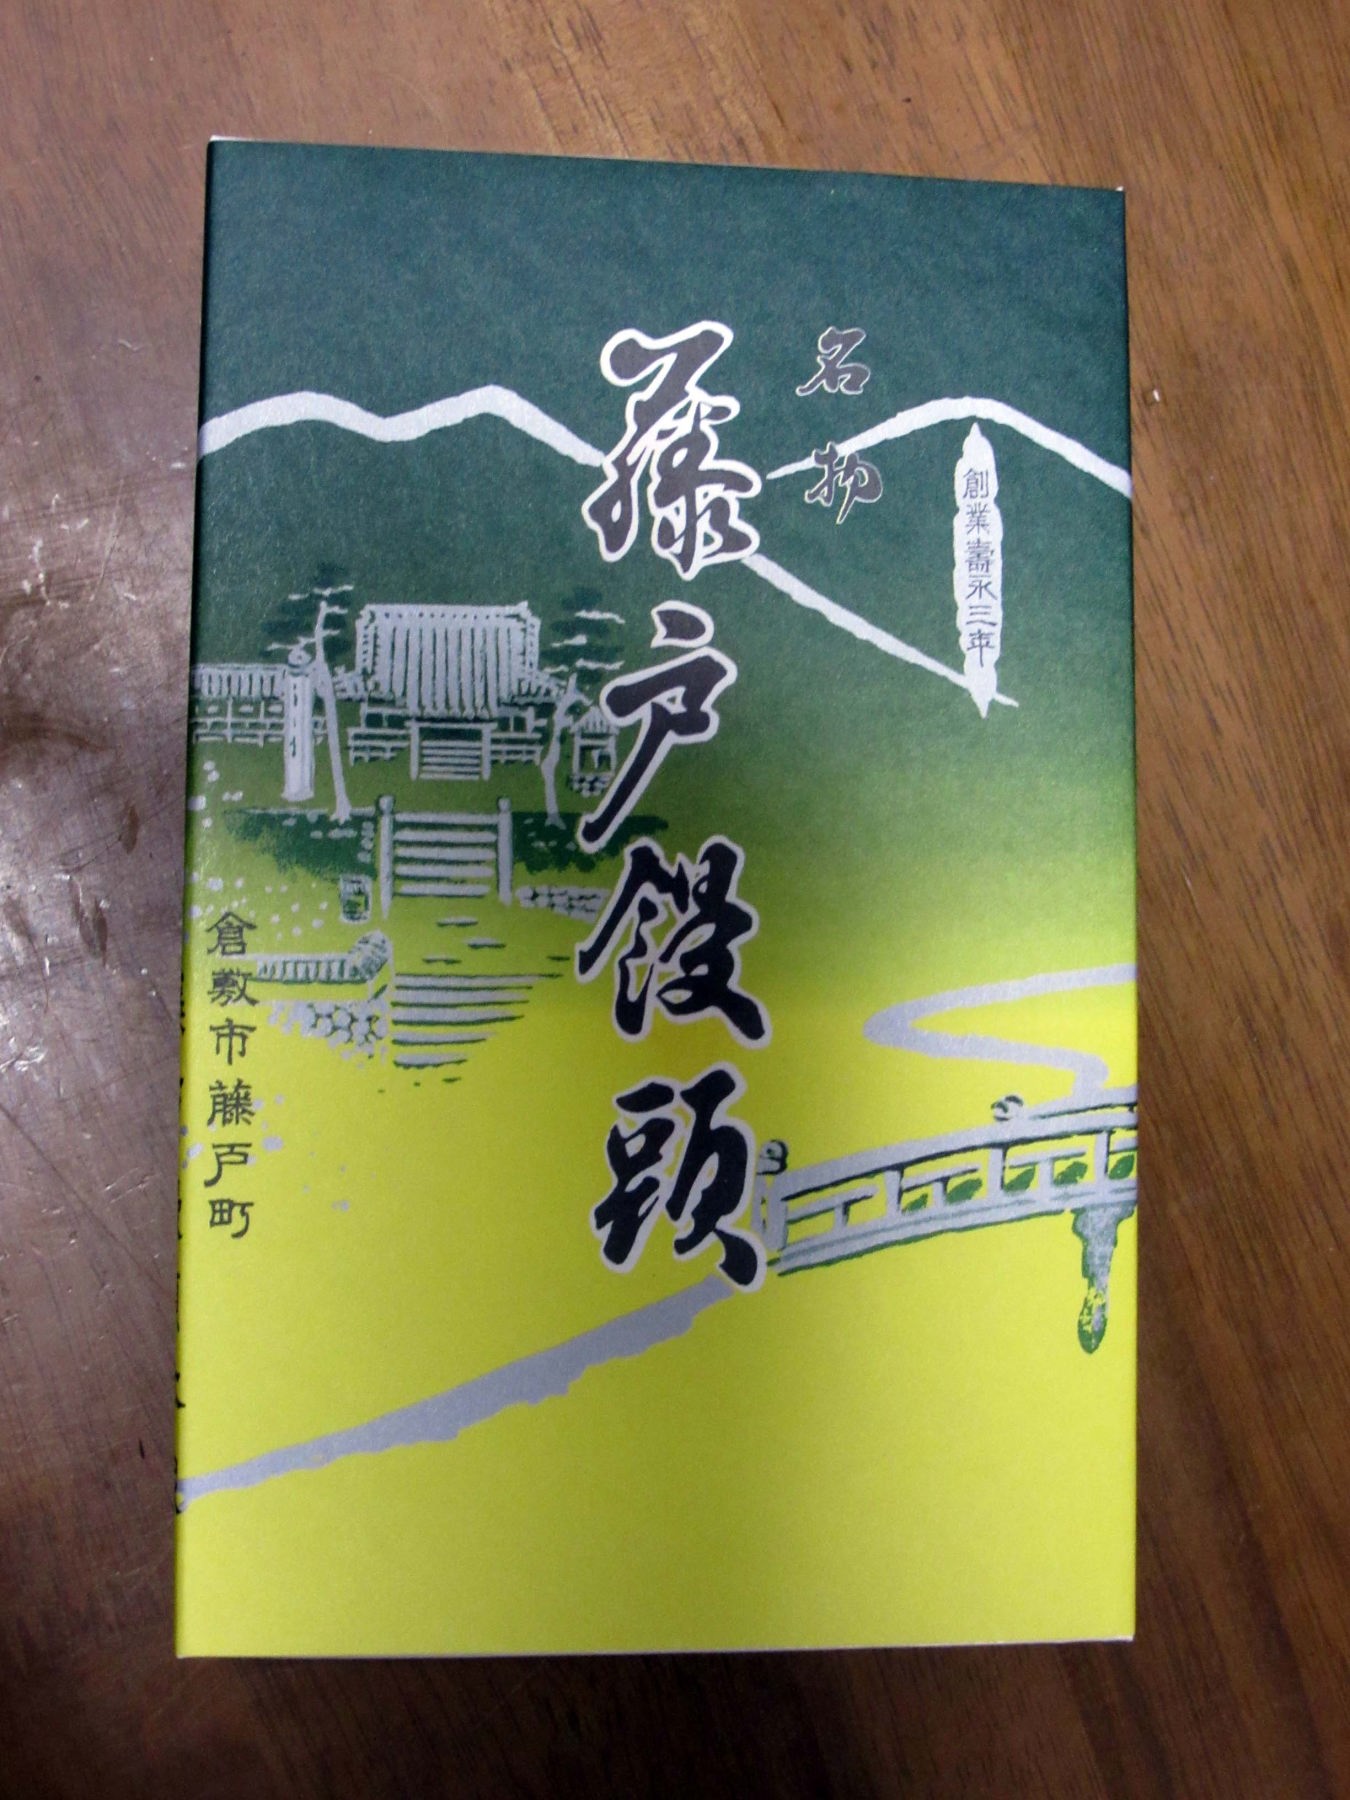 創業壽永三年
名物
藤戸饅頭
倉敷市藤戸町